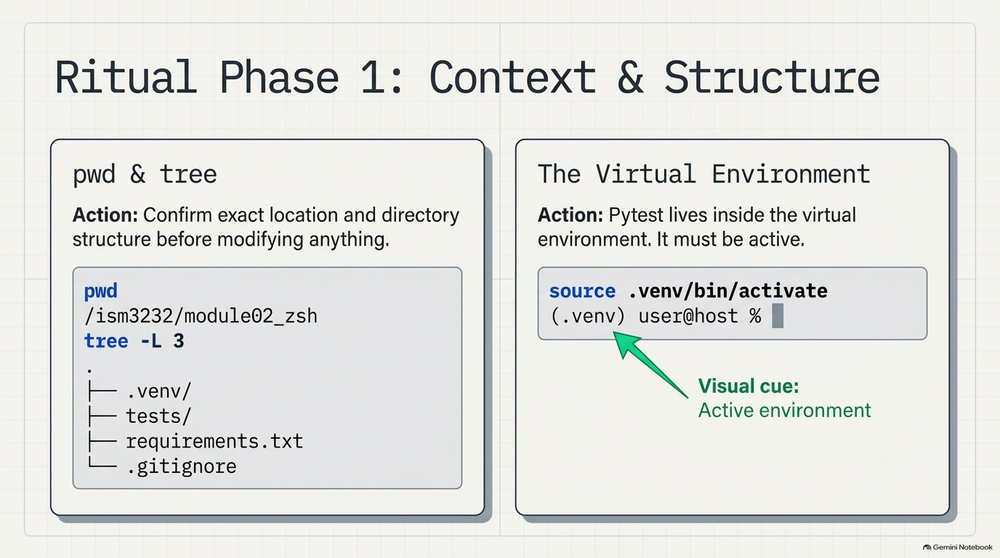 Ritual Phase 1: Context & Structure
pwd & tree
Action: Confirm exact location and directory
structure before modifying anything.
pwd
/ism3232/module02_zsh
tree -L 3
.
├── .venv/
├── tests/
├── requirements.txt
└── .gitignore
The Virtual Environment
Action: Pytest lives inside the virtual
environment. It must be active.
source .venv/bin/activate
(.venv) user@host %
Visual cue:
Active environment
Gemini Notebook